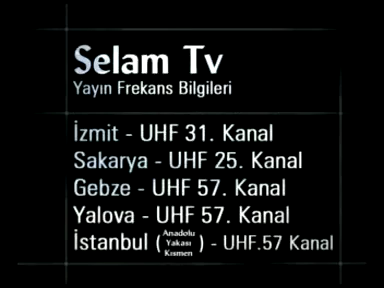 Selam Tv
Yayın Frekans Bilgileri
İzmit - UHF 31. Kanal
Sakarya - UHF 25. Kanal
Gebze - UHF 57. Kanal
Yalova - UHF 57. Kanal
İstanbul (Anadolu Yakası Kısmen) - UHF.57 Kanal